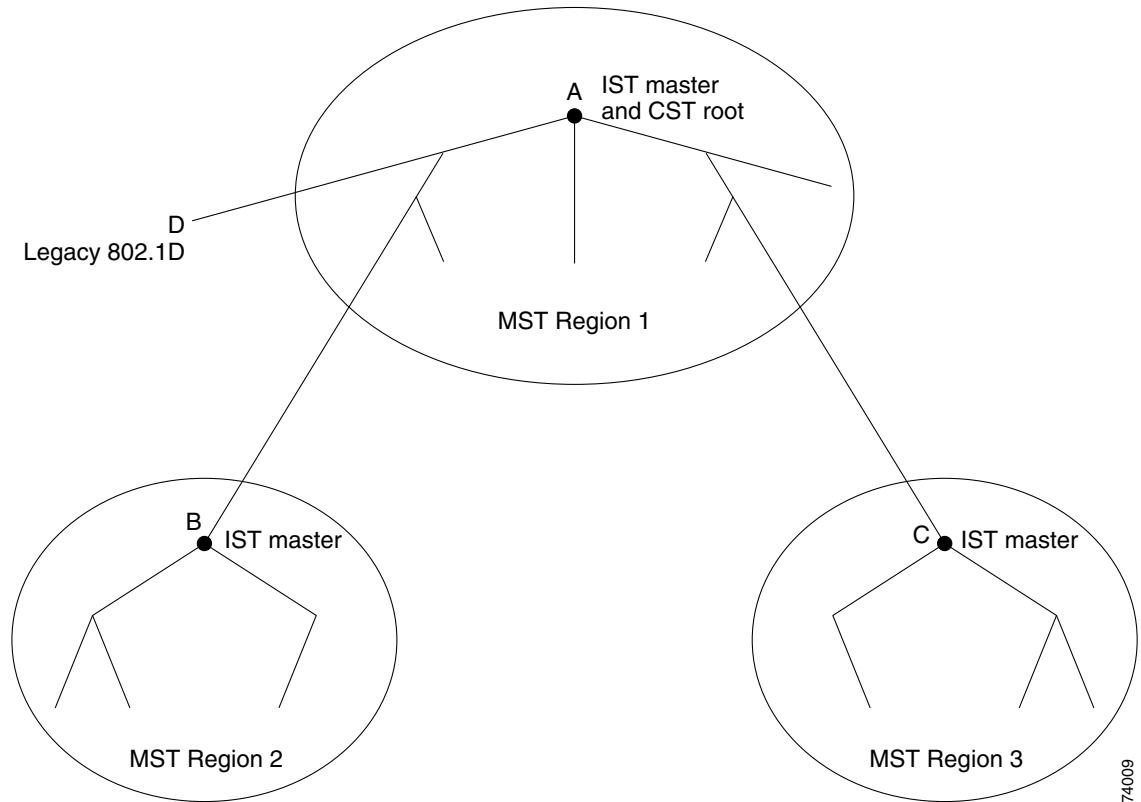 A
IST master
and CST root
D
Legacy 802.1D
MST Region 1
B
IST master
C
IST master
MST Region 2
MST Region 3
74009